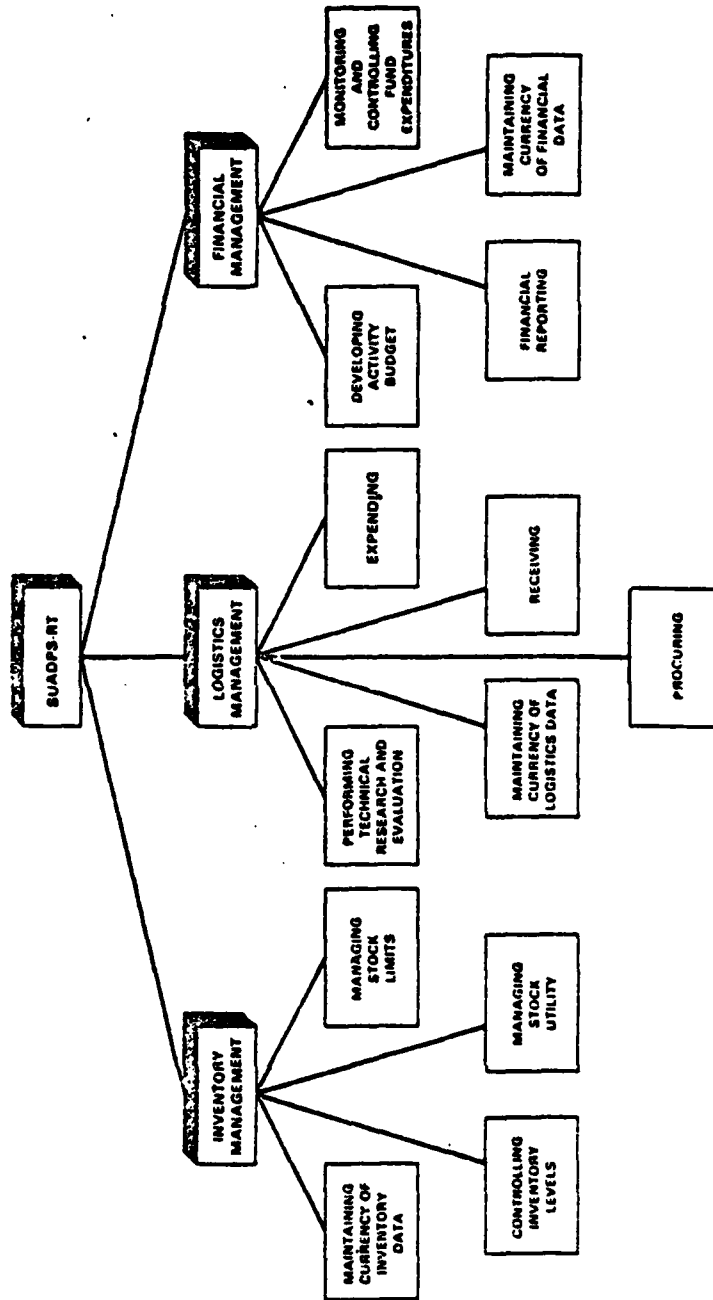 SUADPS-RT
INVENTORY
MANAGEMENT
LOGISTICS
MANAGEMENT
FINANCIAL
MANAGEMENT
MAINTAINING
CURRENCY OF
INVENTORY
DATA
MANAGING
STOCK
LIMITS
PERFORMING
TECHNICAL
RESEARCH AND
EVALUATION
EXPENDING
DEVELOPING
ACTIVITY
BUDGET
MONITORING
AND
CONTROLLING
FUND
EXPENDITURES
CONTROLLING
INVENTORY
LEVELS
MANAGING
STOCK
UTILITY
MAINTAINING
CURRENCY OF
LOGISTICS DATA
RECEIVING
FINANCIAL
REPORTING
MAINTAINING
CURRENCY
OF FINANCIAL
DATA
PROCURING